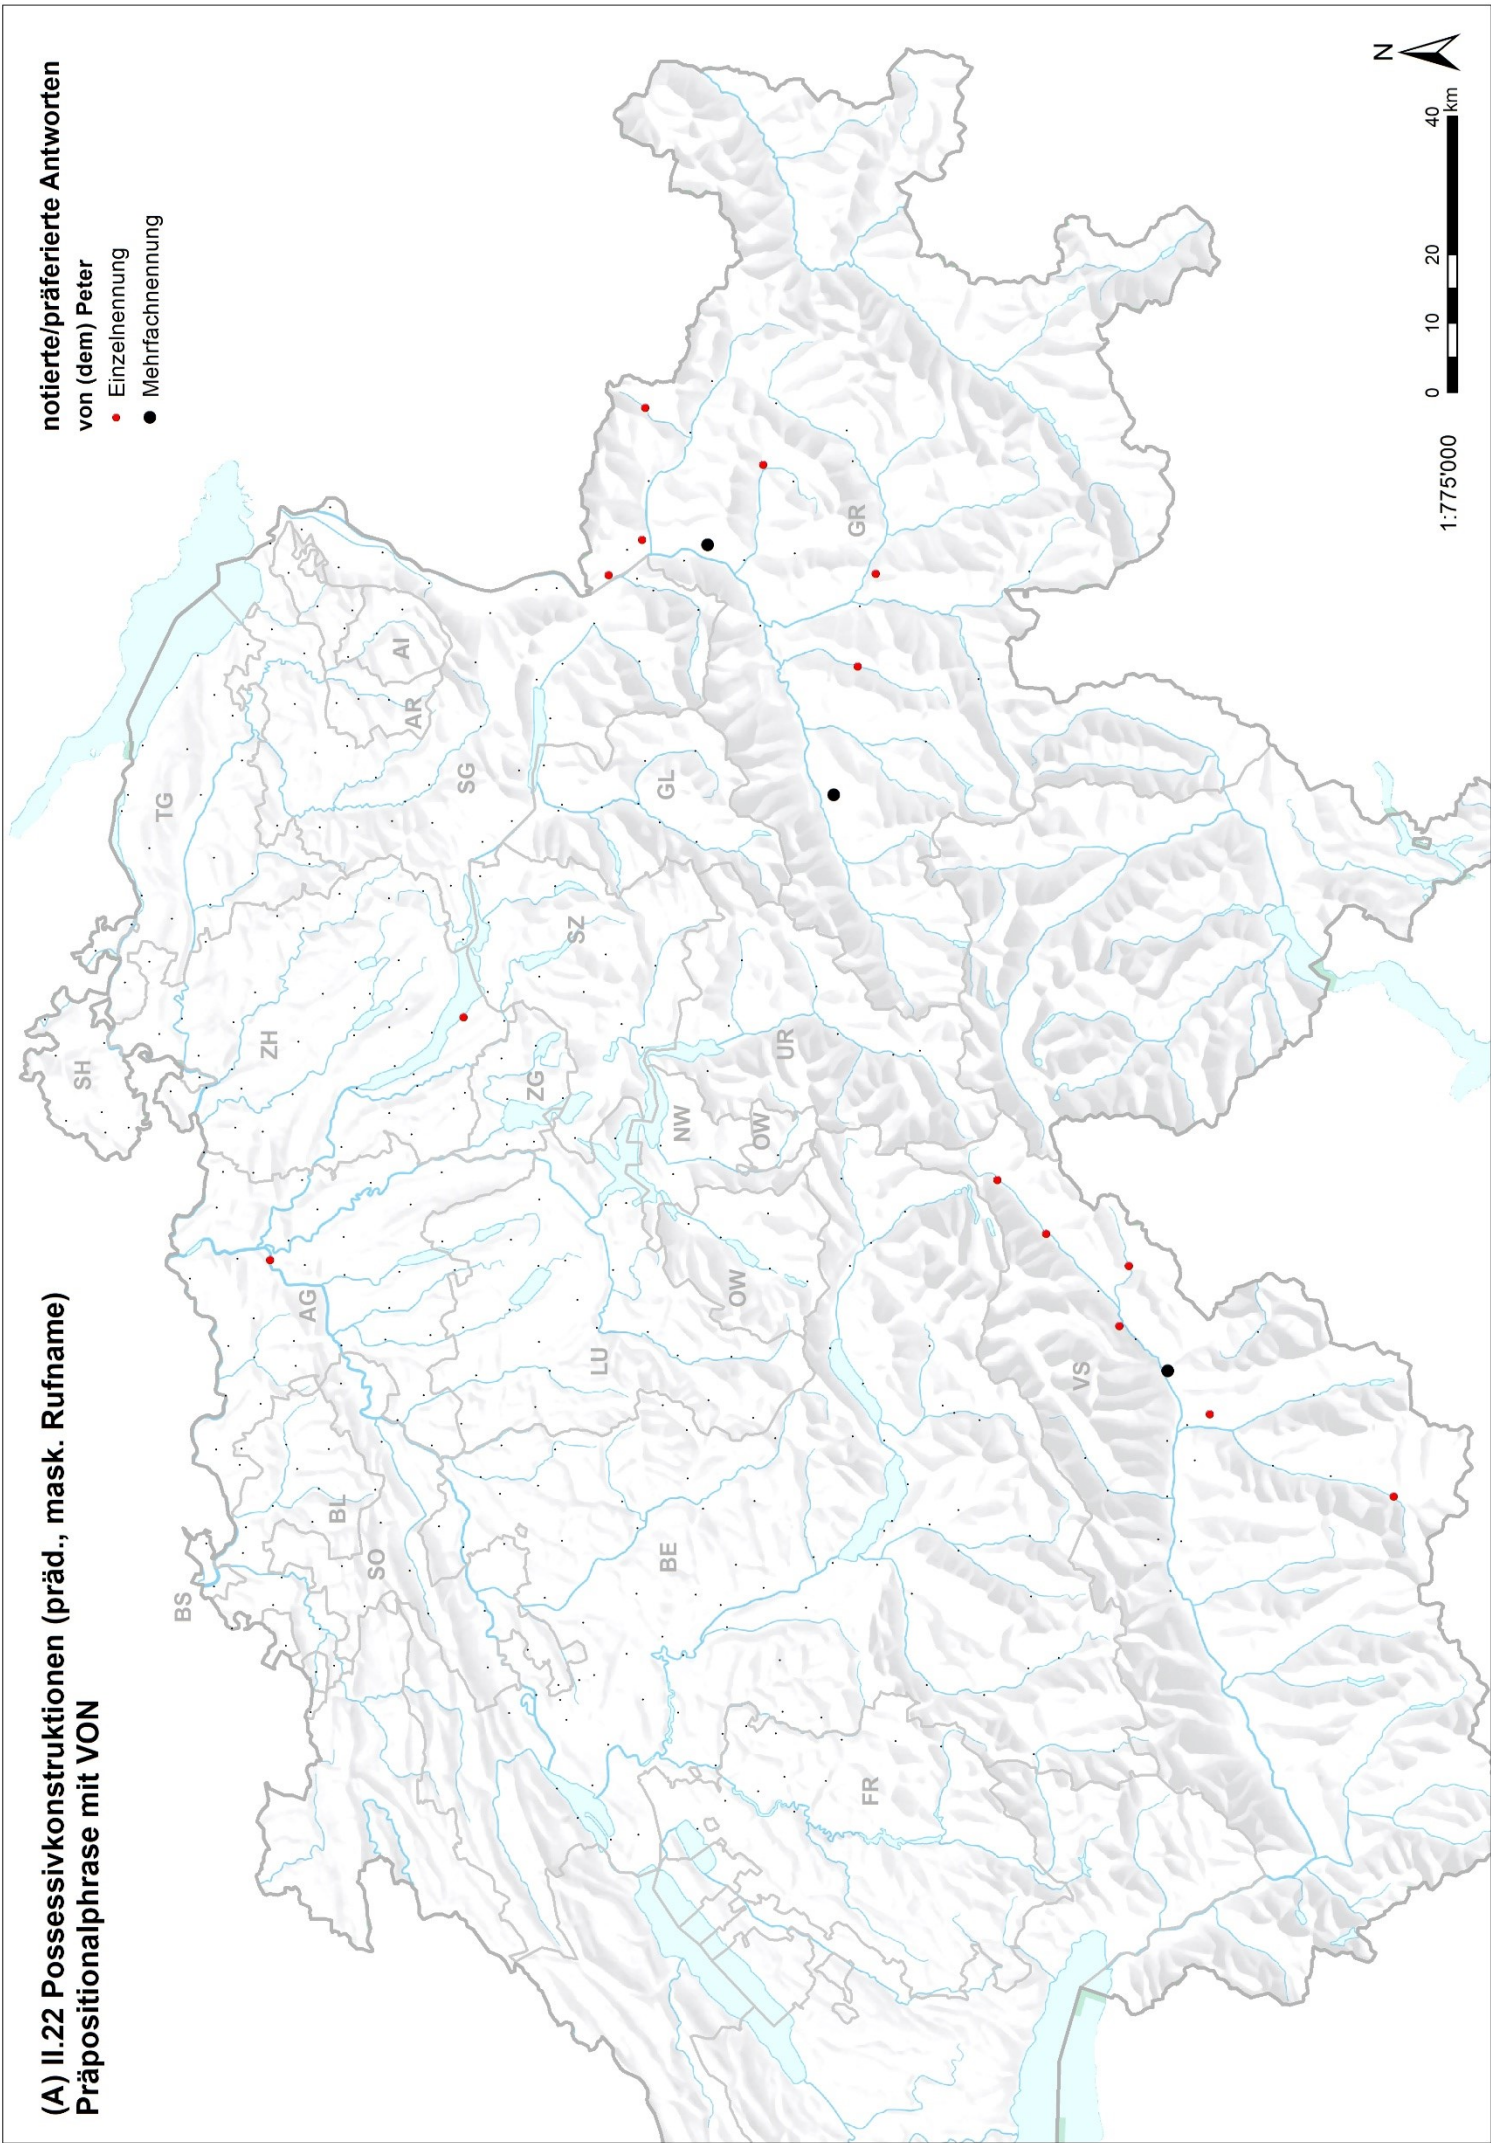 (A) II.22 Possessivkonstruktionen (präd., mask. Rufname)
Präpositionalphrase mit VON
notierte/präferierte Antworten
von (dem) Peter
Einzelnennung
Mehrfachnennung
SH
BS
TG
ZH
AG
BL
SO
AI
AR
SG
ZG
SZ
LU
GL
NW
OW
OW
UR
BE
GR
FR
VS
N
1:775'000
0 10 20 40
km